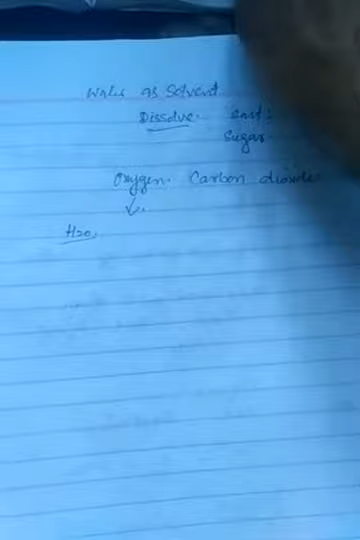 Water as Solvent
Dissolve. Salt:
Sugar
Oxygen. Carbon dioxide
H2O.